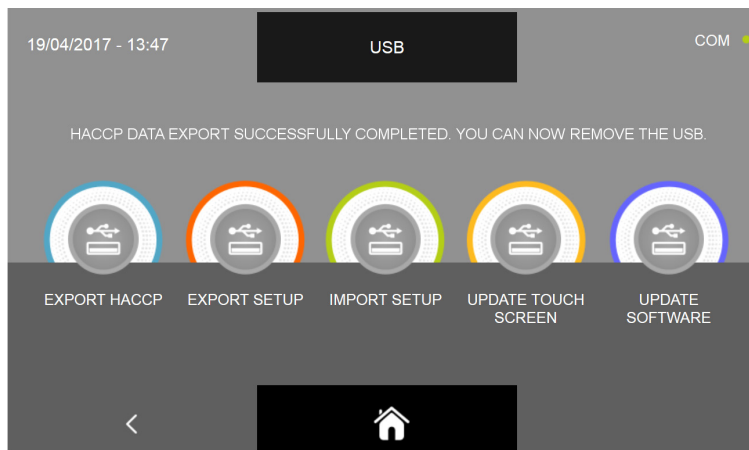 19/04/2017 - 13:47
USB
COM
HACCP DATA EXPORT SUCCESSFULLY COMPLETED. YOU CAN NOW REMOVE THE USB.
EXPORT HACCP
EXPORT SETUP
IMPORT SETUP
UPDATE TOUCH
SCREEN
UPDATE
SOFTWARE